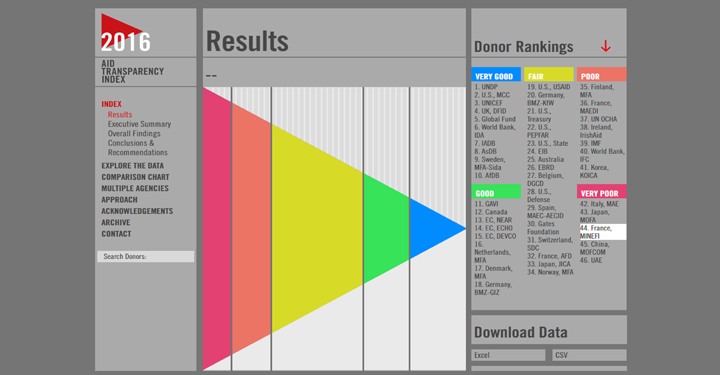 2016
AID
TRANSPARENCY
INDEX
INDEX
Results
Executive Summary
Overall Findings
Conclusions &
Recommendations
EXPLORE THE DATA
COMPARISON CHART
MULTIPLE AGENCIES
APPROACH
ACKNOWLEDGEMENTS
ARCHIVE
CONTACT
Search Donors:
Results
--
Donor Rankings
VERY GOOD
1. UNDP
2. U.S., MCC
3. UNICEF
4. UK, DFID
5. Global Fund
6. World Bank,
IDA
7. IADB
8. AsDB
9. Sweden,
MFA-Sida
10. AfDB
GOOD
11. GAVI
12. Canada
13. EC, NEAR
14. EC, ECHO
15. EC, DEVCO
16.
Netherlands,
MFA
17. Denmark,
MFA
18. Germany,
BMZ-GIZ
FAIR
19. U.S., USAID
20. Germany,
BMZ-KfW
21. U.S.,
Treasury
22. U.S.,
PEPFAR
23. U.S., State
24. EIB
25. Australia
26. EBRD
27. Belgium,
DGCD
28. U.S.,
Defense
29. Spain,
MAEC-AECID
30. Gates
Foundation
31. Switzerland,
SDC
32. France, AFD
33. Japan, JICA
34. Norway, MFA
POOR
35. Finland,
MFA
36. France,
MAEDI
37. UN OCHA
38. Ireland,
IrishAid
39. IMF
40. World Bank,
IFC
41. Korea,
KOICA
VERY POOR
42. Italy, MAE
43. Japan,
MOFA
44. France,
MINEFI
45. China,
MOFCOM
46. UAE
Download Data
Excel
CSV